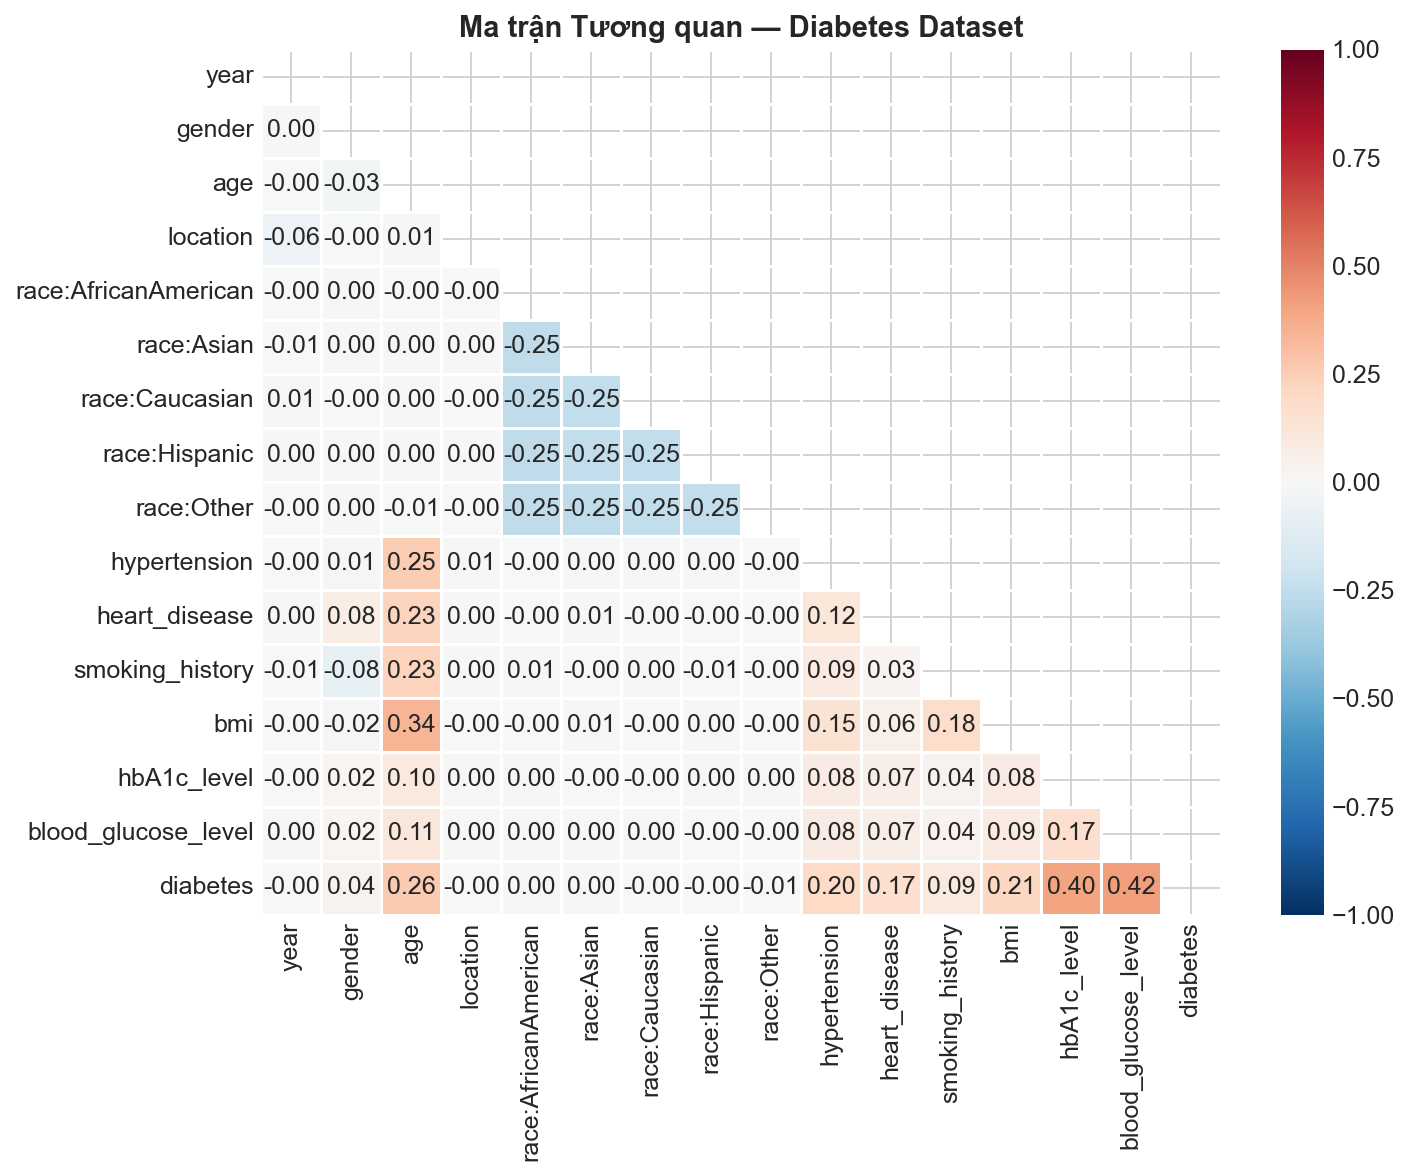 Ma trận Tương quan — Diabetes Dataset
year
gender 0.00
age -0.00 -0.03
location -0.06 -0.00 0.01
race:AfricanAmerican -0.00 0.00 -0.00 -0.00
race:Asian -0.01 0.00 0.00 0.00 -0.25
race:Caucasian 0.01 -0.00 0.00 -0.00 -0.25 -0.25
race:Hispanic 0.00 0.00 0.00 0.00 -0.25 -0.25 -0.25
race:Other -0.00 0.00 -0.01 -0.00 -0.25 -0.25 -0.25 -0.25
hypertension -0.00 0.01 0.25 0.01 -0.00 0.00 0.00 0.00 -0.00
heart_disease 0.00 0.08 0.23 0.00 -0.00 0.01 -0.00 -0.00 -0.00 0.12
smoking_history -0.01 -0.08 0.23 0.00 0.01 -0.00 0.00 -0.01 -0.00 0.09 0.03
bmi -0.00 -0.02 0.34 -0.00 -0.00 0.01 -0.00 0.00 -0.00 0.15 0.06 0.18
hbA1c_level -0.00 0.02 0.10 0.00 0.00 -0.00 -0.00 0.00 0.00 0.08 0.07 0.04 0.08
blood_glucose_level 0.00 0.02 0.11 0.00 0.00 0.00 0.00 -0.00 -0.00 0.08 0.07 0.04 0.09 0.17
diabetes -0.00 0.04 0.26 -0.00 0.00 0.00 -0.00 -0.00 -0.01 0.20 0.17 0.09 0.21 0.40 0.42
year
gender
age
location
race:AfricanAmerican
race:Asian
race:Caucasian
race:Hispanic
race:Other
hypertension
heart_disease
smoking_history
bmi
hbA1c_level
blood_glucose_level
diabetes
1.00
0.75
0.50
0.25
0.00
−0.25
−0.50
−0.75
−1.00